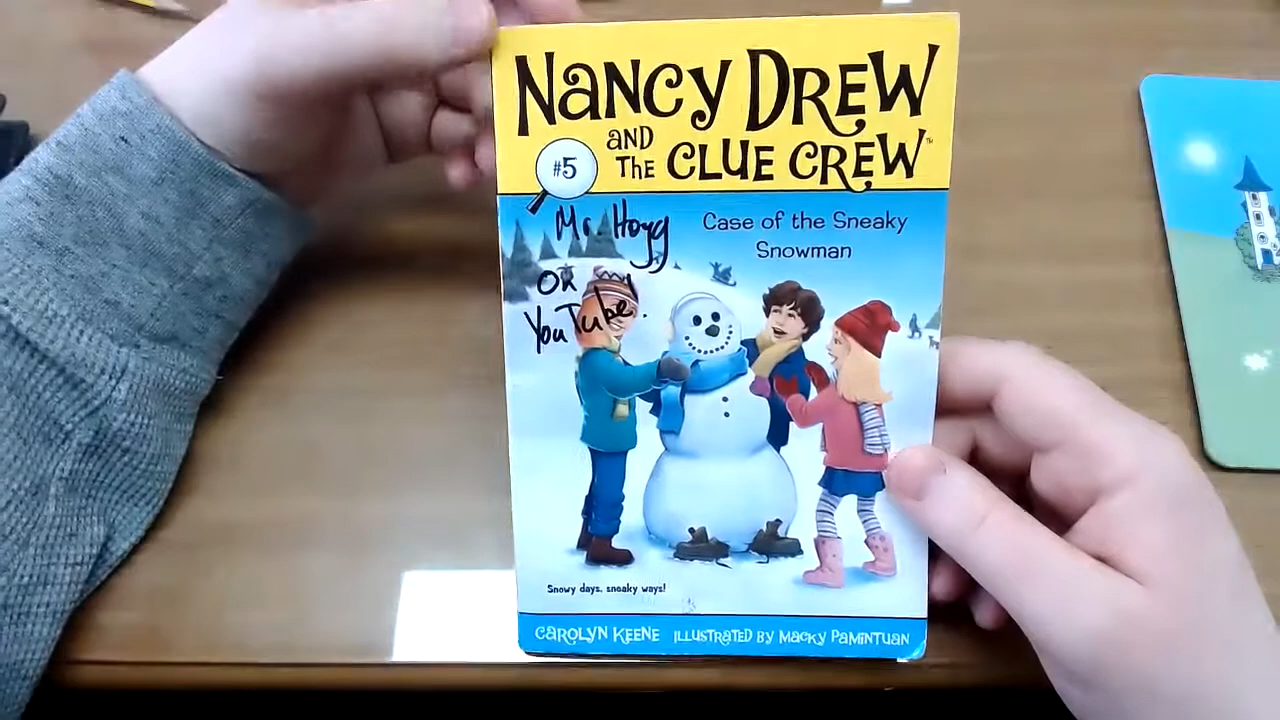 NANCY DREW
AND
THE CLUE CREW™
#5
Case of the Sneaky
Snowman
Mr. Hoyg
on
YouTube!
Snowy days, sneaky ways!
CAROLYN KEENE ILLUSTRATED BY MACKY PAMINTUAN